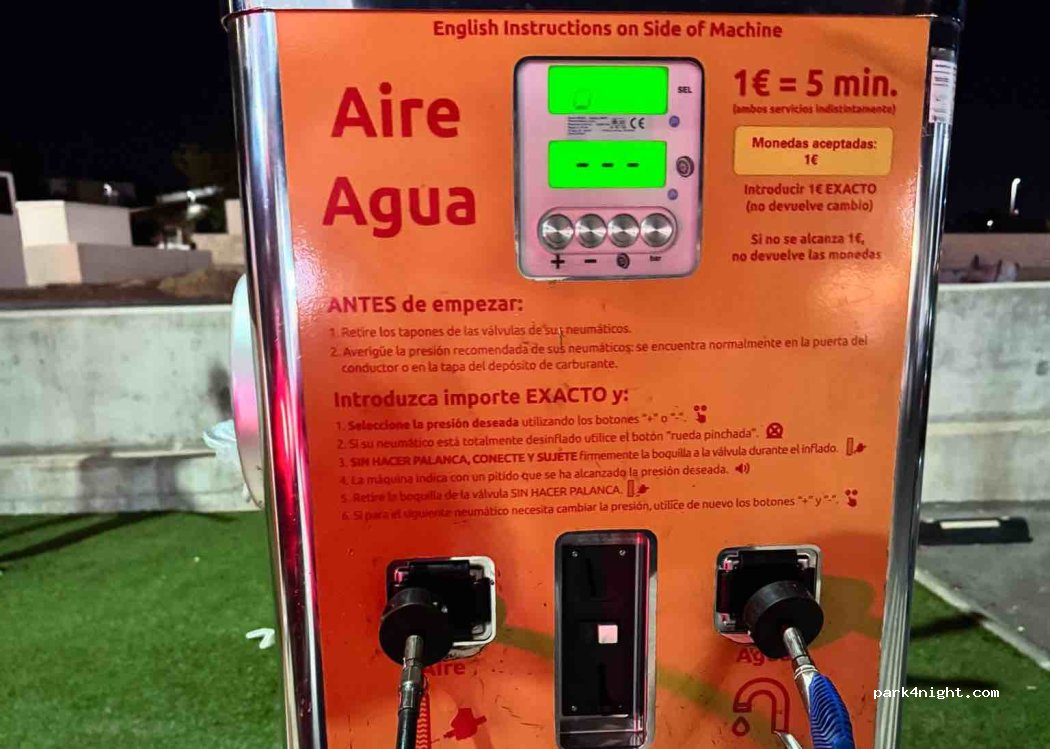 English Instructions on Side of Machine
Aire
Agua
SEL
CE
- - -
+ - bar
1€ = 5 min.
(ambos servicios indistintamente)
Monedas aceptadas:
1€
Introducir 1€ EXACTO
(no devuelve cambio)
Si no se alcanza 1€,
no devuelve las monedas
ANTES de empezar:
1. Retire los tapones de las válvulas de sus neumáticos.
2. Averigüe la presión recomendada de sus neumáticos: se encuentra normalmente en la puerta del
conductor o en la tapa del depósito de carburante.
Introduzca importe EXACTO y:
1. Seleccione la presión deseada utilizando los botones "+" o "-".
2. Si su neumático está totalmente desinflado utilice el botón "rueda pinchada".
3. SIN HACER PALANCA, CONECTE Y SUJETE firmemente la boquilla a la válvula durante el inflado.
4. La máquina indica con un pitido que se ha alcanzado la presión deseada.
5. Retire la boquilla de la válvula SIN HACER PALANCA.
6. Si para el siguiente neumático necesita cambiar la presión, utilice de nuevo los botones "+" y "-".
Aire
Agua
park4night.com